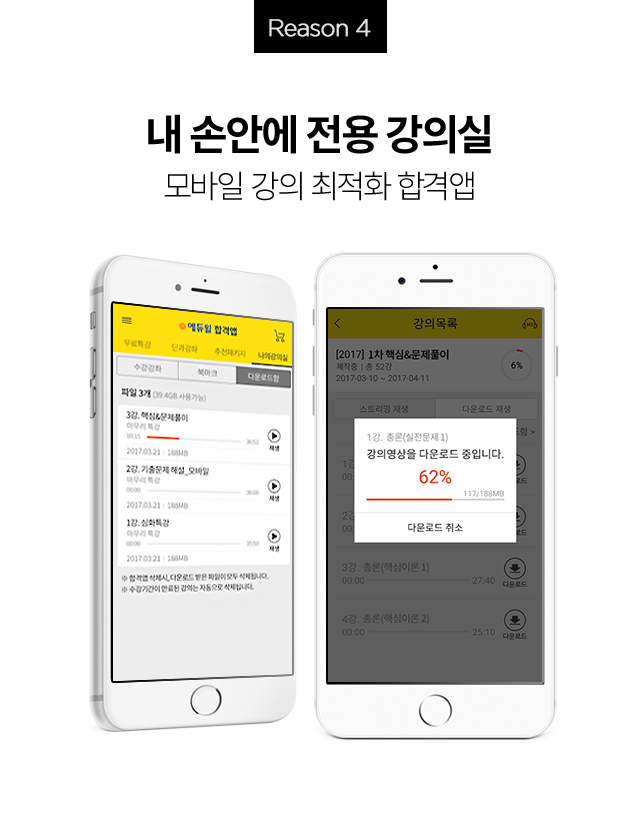 Reason 4
내 손안에 전용 강의실
모바일 강의 최적화 합격앱
에듀윌 합격앱
무료특강 단과강좌 추천패키지 나의강의실
수강강좌 북마크 다운로드함
파일 3개 (39.4GB 사용가능)
3강. 핵심&문제풀이
마무리 특강
10:15 36:51 재생
2017.03.21 | 188MB
2강. 기출문제 해설_모바일
마무리 특강
00:00 36:00 재생
2017.03.21 | 188MB
1강. 심화특강
마무리 특강
00:00 35:50 재생
2017.03.21 | 188MB
※ 합격앱 삭제시, 다운로드 받은 파일이 모두 삭제됩니다.
※ 수강기간이 만료된 강의는 자동으로 삭제됩니다.
강의목록
[2017] 1차 핵심&문제풀이
제작중 | 총 52강
2017-03-10 ~ 2017-04-11
6%
스트리밍 재생 다운로드 재생
드함 >
1강. 총론(실전문제 1)
강의영상을 다운로드 중입니다.
62%
117/188MB
다운로드 취소
3강. 총론(핵심이론 1)
00:00 27:40 다운로드
4강. 총론(핵심이론 2)
00:00 25:10 다운로드